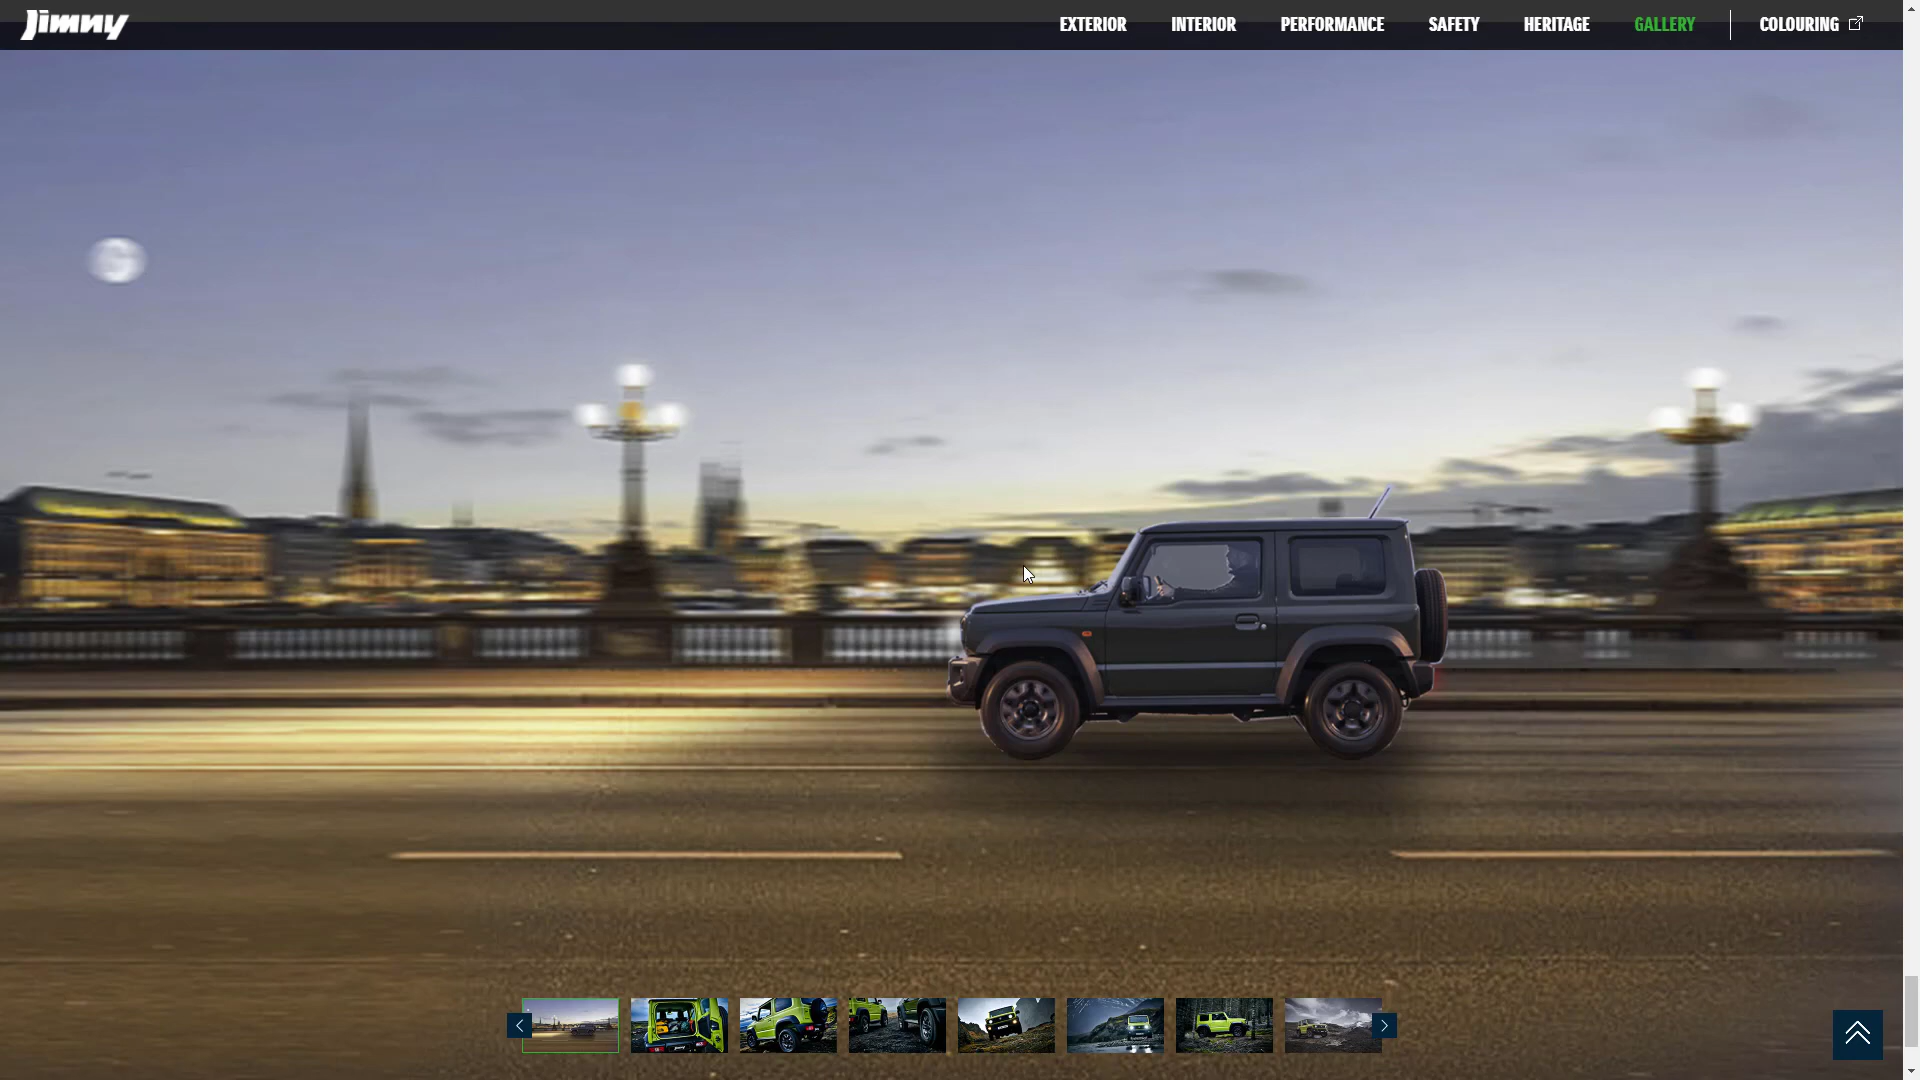 Jimny
EXTERIOR
INTERIOR
PERFORMANCE
SAFETY
HERITAGE
GALLERY
COLOURING